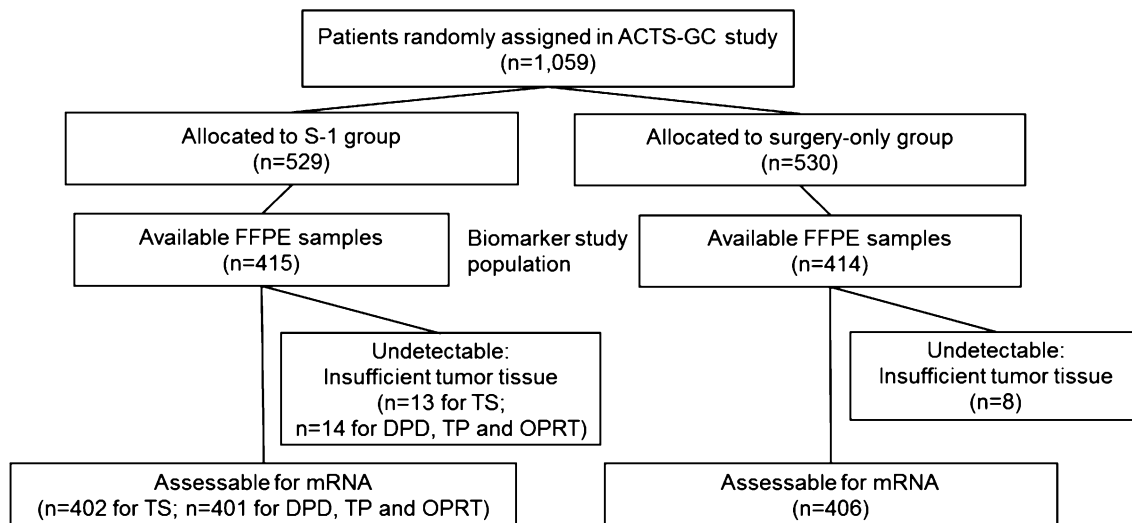 Patients randomly assigned in ACTS-GC study
(n=1,059)
Allocated to S-1 group
(n=529)
Allocated to surgery-only group
(n=530)
Available FFPE samples
(n=415)
Biomarker study
population
Available FFPE samples
(n=414)
Undetectable:
Insufficient tumor tissue
(n=13 for TS;
n=14 for DPD, TP and OPRT)
Undetectable:
Insufficient tumor tissue
(n=8)
Assessable for mRNA
(n=402 for TS; n=401 for DPD, TP and OPRT)
Assessable for mRNA
(n=406)